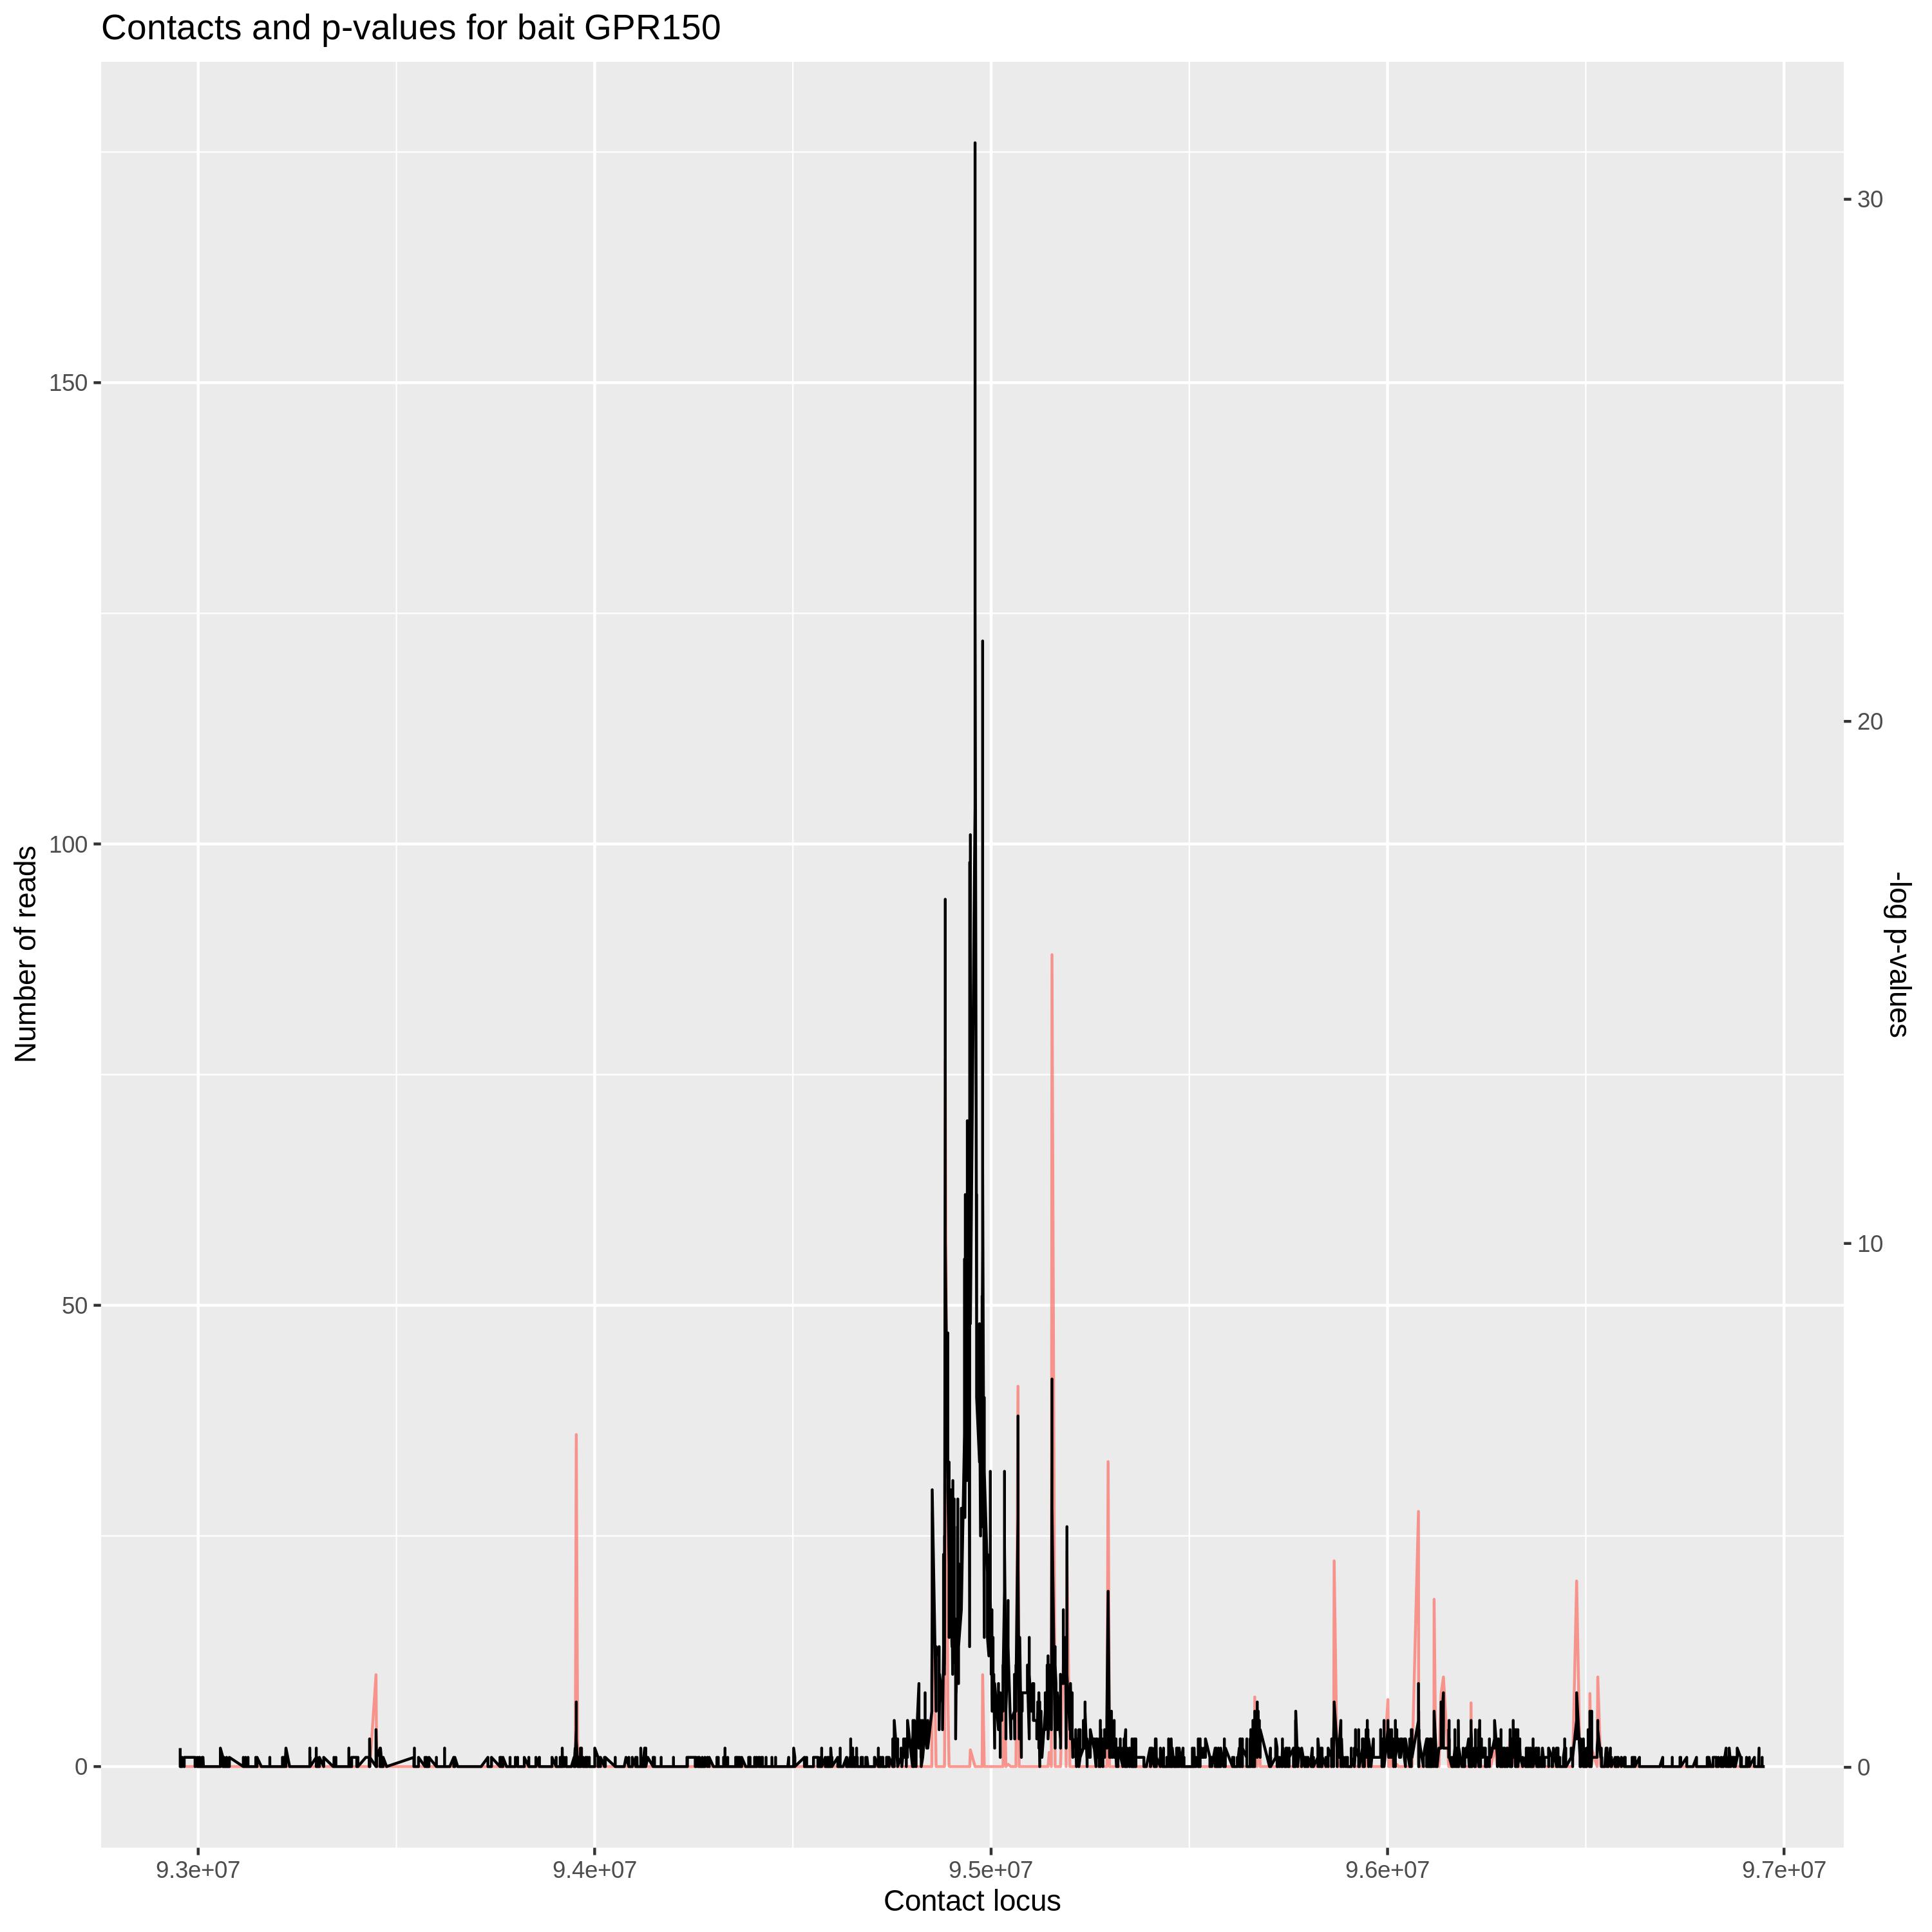 Contacts and p-values for bait GPR150
Number of reads
150
100
50
0
30
20
10
0
-log p-values
9.3e+07
9.4e+07
9.5e+07
9.6e+07
9.7e+07
Contact locus